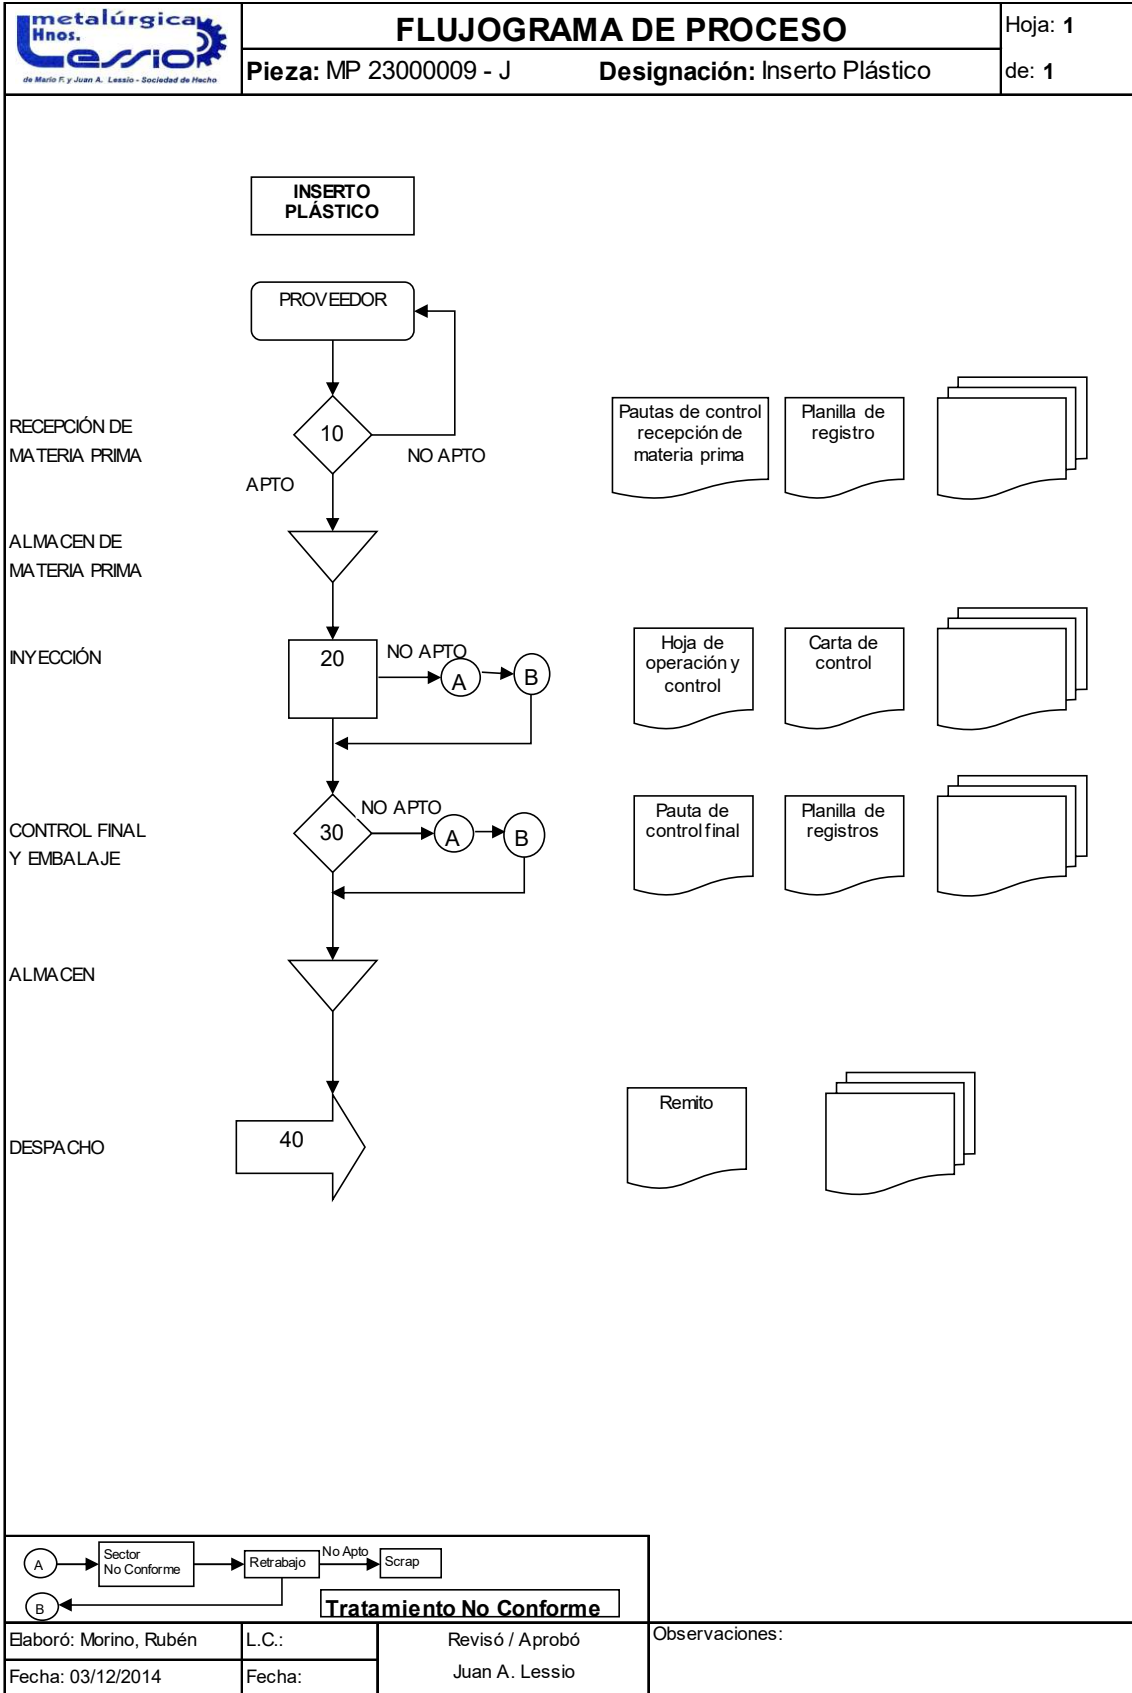 metalúrgica
Hnos.
Lessio
de Mario F. y Juan A. Lessio - Sociedad de Hecho
FLUJOGRAMA DE PROCESO
Hoja: 1
Pieza: MP 23000009 - J
Designación: Inserto Plástico
de: 1
INSERTO
PLÁSTICO
PROVEEDOR
RECEPCIÓN DE
MATERIA PRIMA
10
NO APTO
APTO
Pautas de control
recepción de
materia prima
Planilla de
registro
ALMACEN DE
MATERIA PRIMA
INYECCIÓN
20
NO APTO
A
B
Hoja de
operación y
control
Carta de
control
CONTROL FINAL
Y EMBALAJE
30
NO APTO
A
B
Pauta de
control final
Planilla de
registros
ALMACEN
DESPACHO
40
Remito
A
Sector
No Conforme
Retrabajo
No Apto
Scrap
B
Tratamiento No Conforme
Elaboró: Morino, Rubén
L.C.:
Revisó / Aprobó
Observaciones:
Fecha: 03/12/2014
Fecha:
Juan A. Lessio